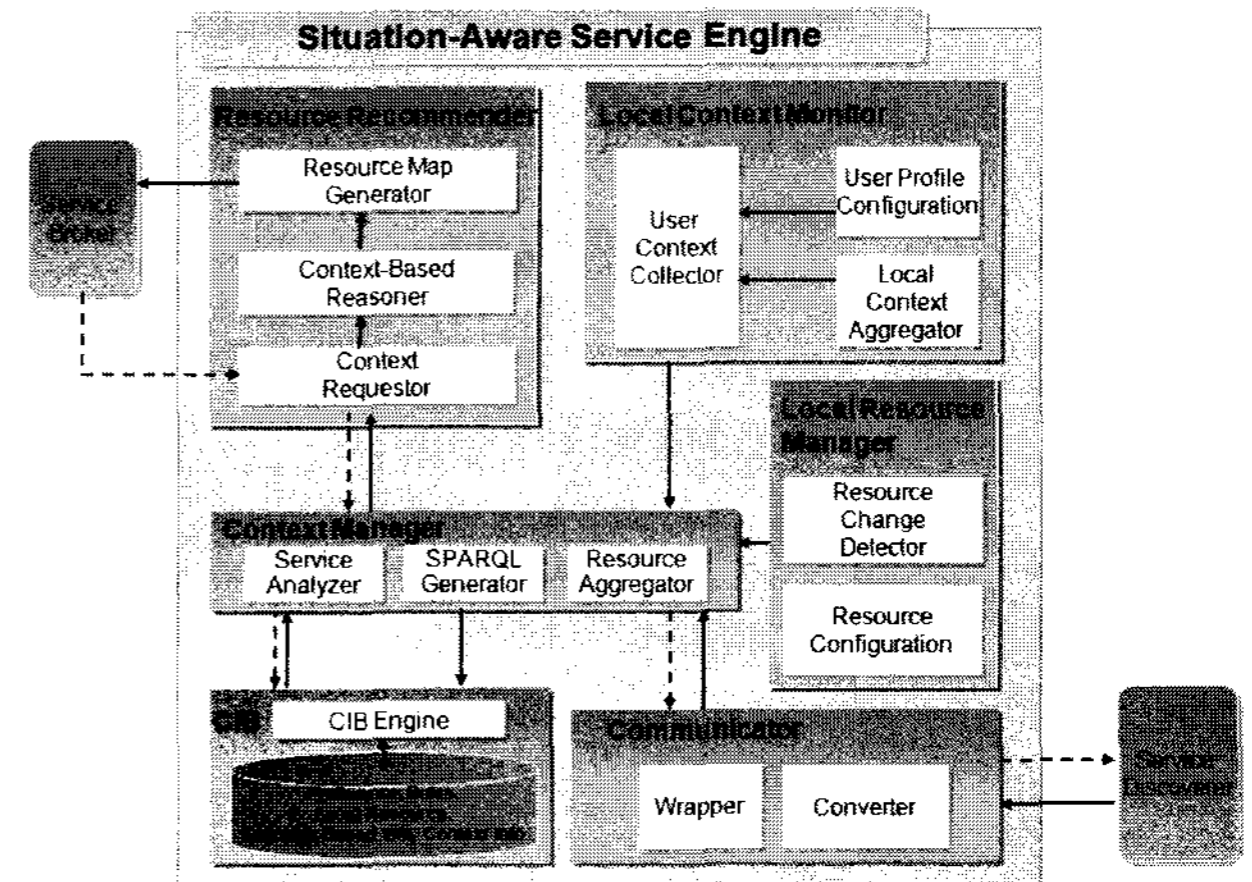 Situation-Aware Service Engine
Resource Recommender
Resource Map
Generator
Context-Based
Reasoner
Context
Requestor
Service
Broker
Local Context Monitor
User
Context
Collector
User Profile
Configuration
Local
Context
Aggregator
Local Resource
Manager
Resource
Change
Detector
Resource
Configuration
Context Manager
Service
Analyzer
SPARQL
Generator
Resource
Aggregator
CIB
CIB Engine
Communicator
Wrapper
Converter
Service
Discoverer